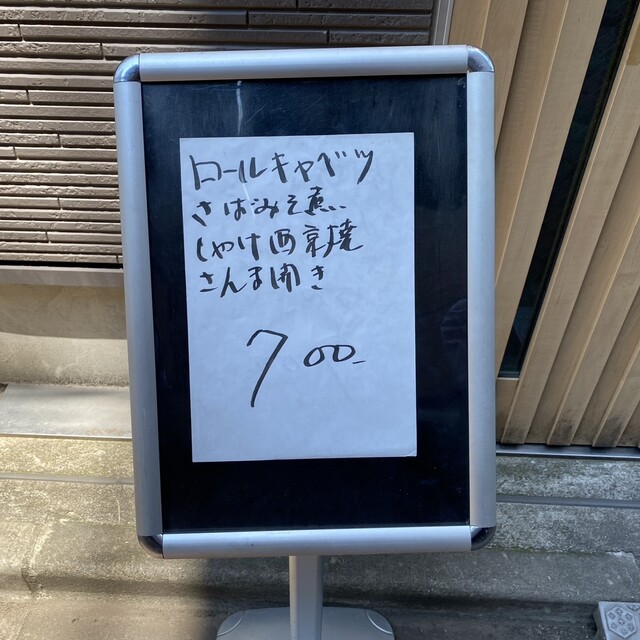 ロールキャベツ
さばみそ煮
しゃけ西京焼
さんま開き
700-